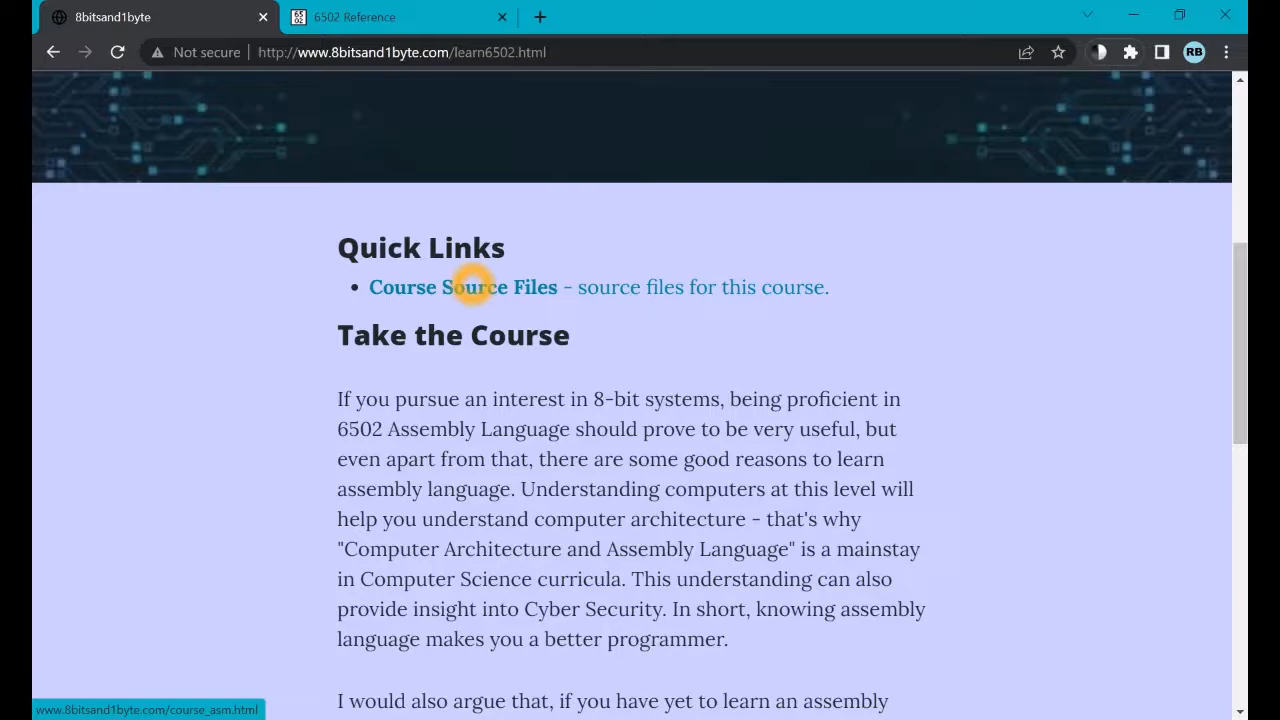 8bitsand1byte
65
02
6502 Reference
Not secure
http://www.8bitsand1byte.com/learn6502.html
RB
Quick Links
• Course Source Files - source files for this course.
Take the Course
If you pursue an interest in 8-bit systems, being proficient in
6502 Assembly Language should prove to be very useful, but
even apart from that, there are some good reasons to learn
assembly language. Understanding computers at this level will
help you understand computer architecture - that's why
"Computer Architecture and Assembly Language" is a mainstay
in Computer Science curricula. This understanding can also
provide insight into Cyber Security. In short, knowing assembly
language makes you a better programmer.
I would also argue that, if you have yet to learn an assembly
www.8bitsand1byte.com/course_asm.html